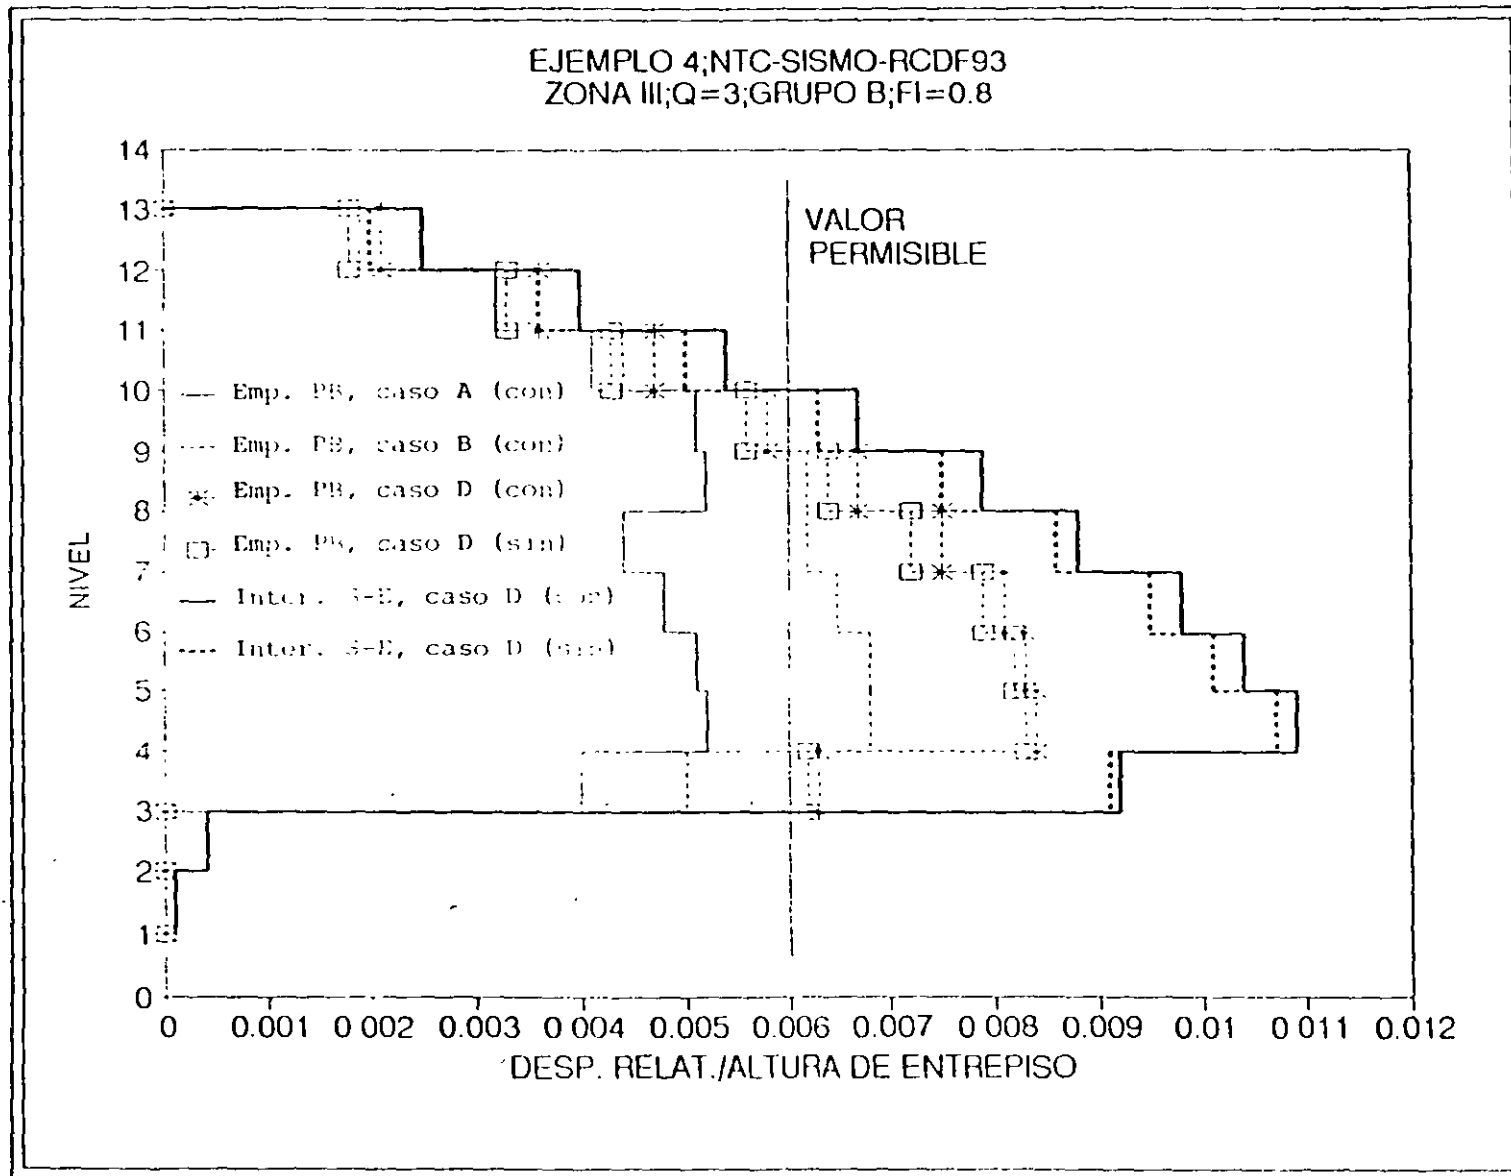 EJEMPLO 4;NTC-SISMO-RCDF93
ZONA III;Q=3;GRUPO B;FI=0.8
14
13
12
11
10
9
8
7
6
5
4
3
2
1
0
NIVEL
VALOR
PERMISIBLE
Emp. PB, caso A (con)
Emp. PB, caso B (con)
Emp. PB, caso D (con)
Emp. PB, caso D (sin)
Inter. S-E, caso D (con)
Inter. S-E, caso D (sin)
0 0.001 0 002 0.003 0 004 0.005 0.006 0.007 0 008 0.009 0.01 0 011 0.012
DESP. RELAT./ALTURA DE ENTREPISO